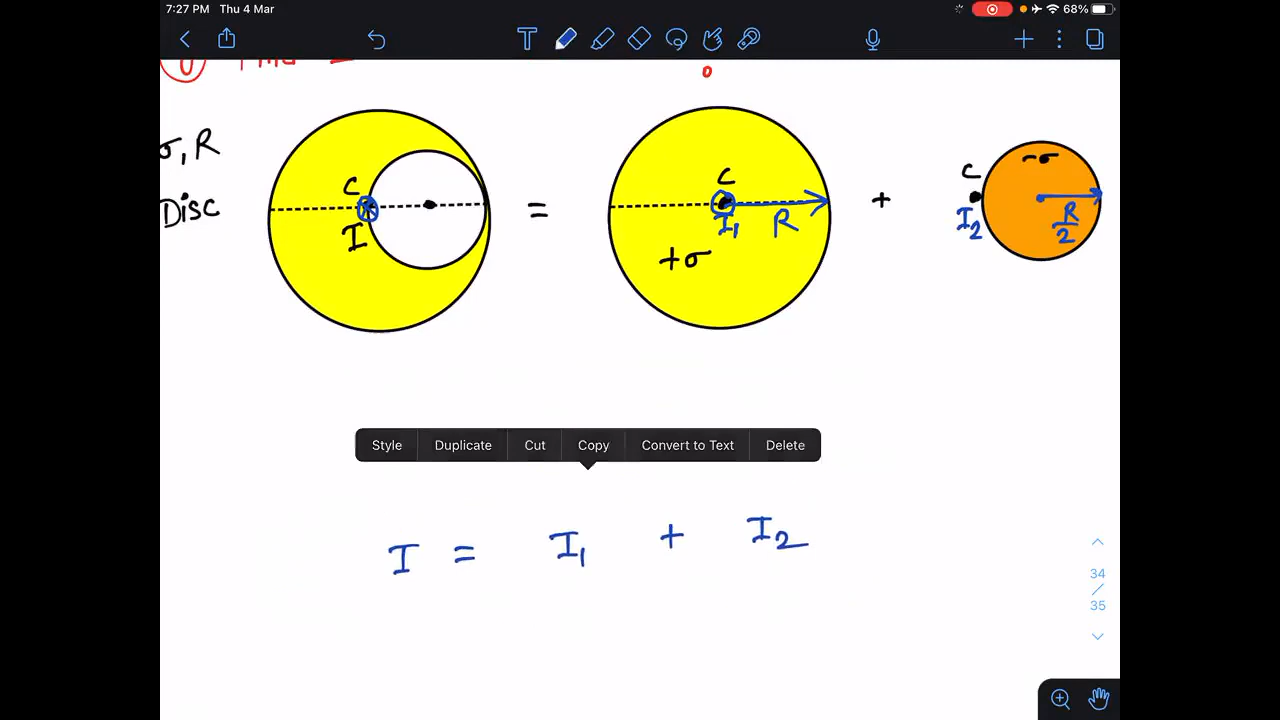 7:27 PM Thu 4 Mar
68%
σ, R
Disc
C
I
=
C
I₁
R
+σ
+
-σ
C
I₂
R/2
Style Duplicate Cut Copy Convert to Text Delete
I = I₁ + I₂
34
/
35